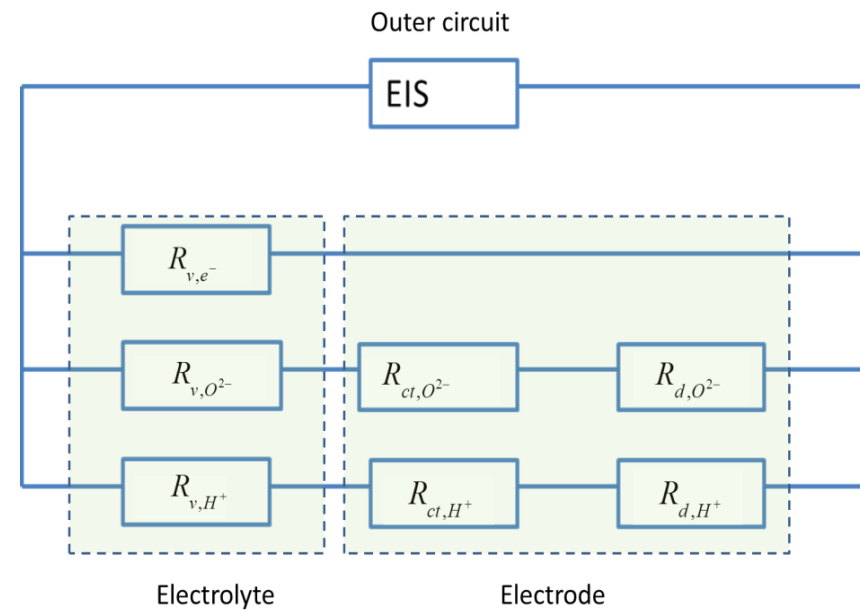 Outer circuit
EIS
R_{v,e^-}
R_{v,O^{2-}} R_{ct,O^{2-}} R_{d,O^{2-}}
R_{v,H^+} R_{ct,H^+} R_{d,H^+}
Electrolyte Electrode